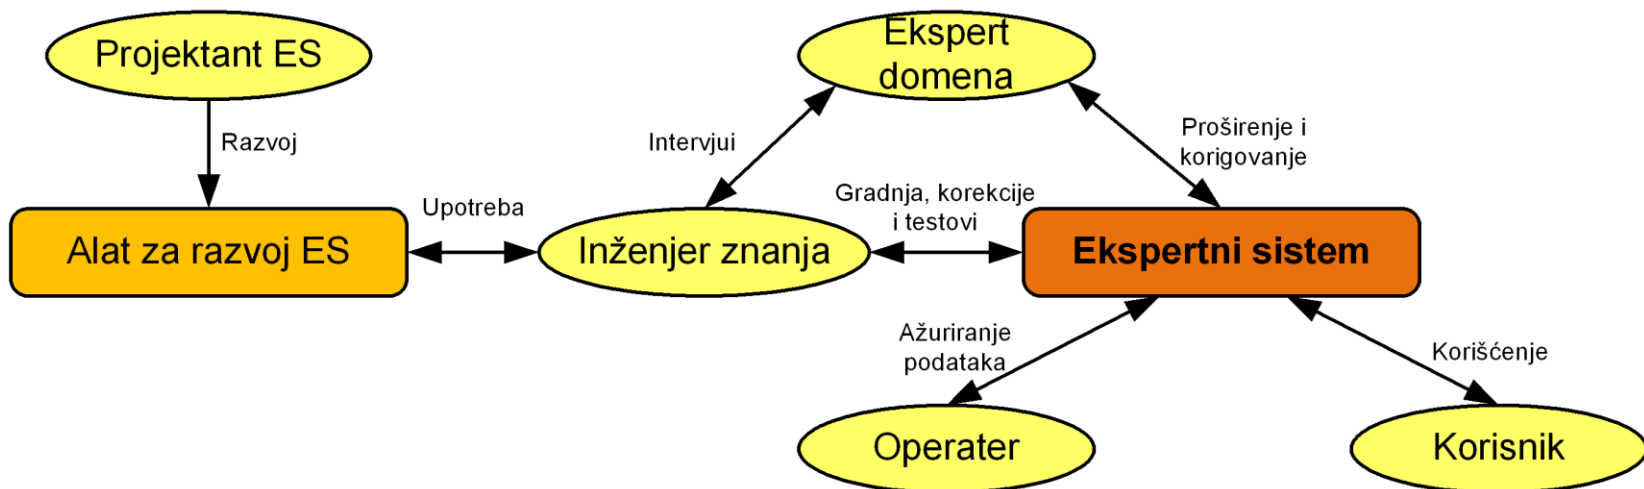 Projektant ES
Ekspert
domena
Razvoj
Intervjui
Proširenje i
korigovanje
Upotreba
Gradnja, korekcije
i testovi
Alat za razvoj ES
Inženjer znanja
Ekspertni sistem
Ažuriranje
podataka
Korišćenje
Operater
Korisnik